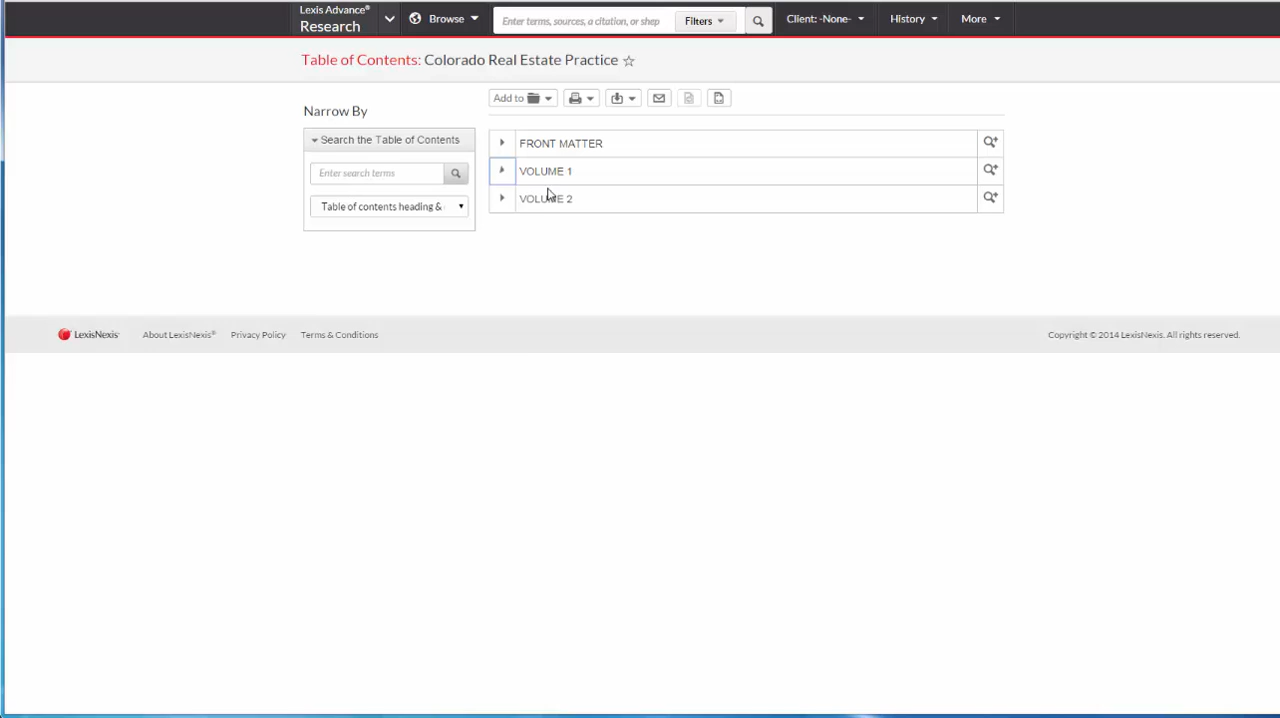 Lexis Advance®
Research
Browse
Enter terms, sources, a citation, or shep
Filters
Client: -None-
History
More
Table of Contents: Colorado Real Estate Practice
Narrow By
Search the Table of Contents
Enter search terms
Table of contents heading &
Add to
FRONT MATTER
VOLUME 1
VOLUME 2
LexisNexis
About LexisNexis®
Privacy Policy
Terms & Conditions
Copyright © 2014 LexisNexis. All rights reserved.